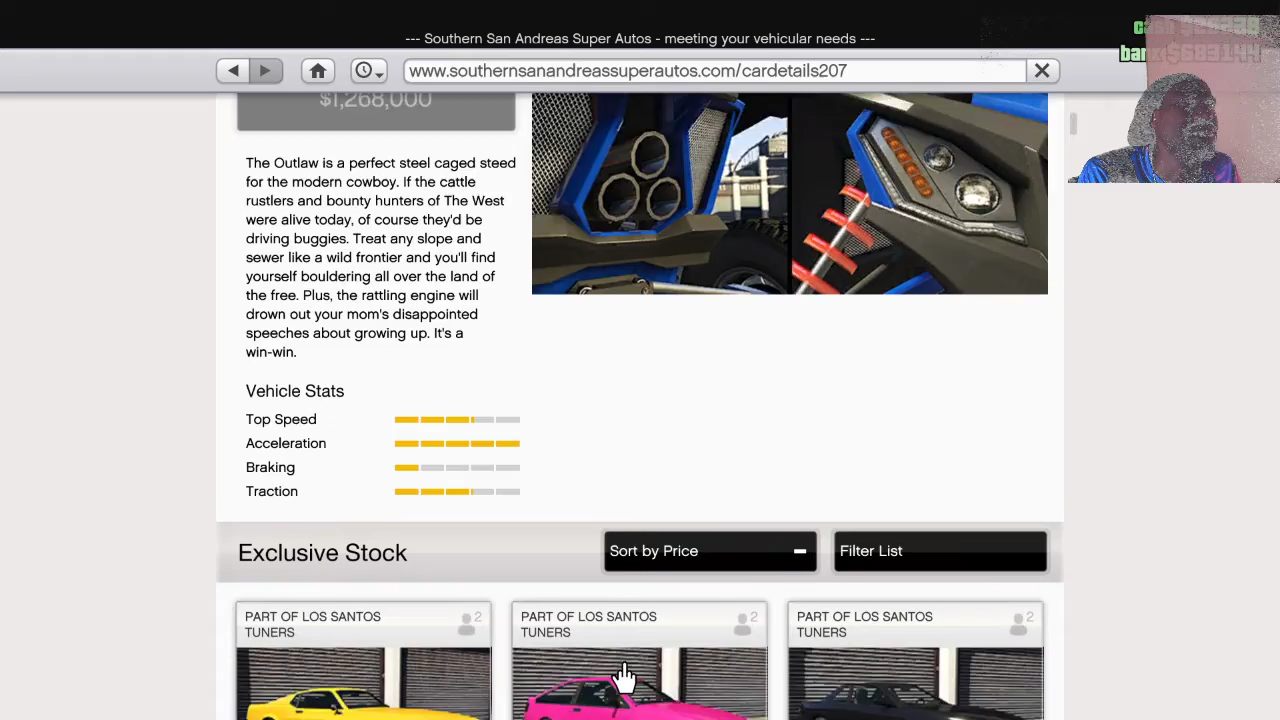 --- Southern San Andreas Super Autos - meeting your vehicular needs ---
www.southernsanandreassuperautos.com/cardetails207
$1,268,000
The Outlaw is a perfect steel caged steed
for the modern cowboy. If the cattle
rustlers and bounty hunters of The West
were alive today, of course they'd be
driving buggies. Treat any slope and
sewer like a wild frontier and you'll find
yourself bouldering all over the land of
the free. Plus, the rattling engine will
drown out your mom's disappointed
speeches about growing up. It's a
win-win.
Vehicle Stats
Top Speed
Acceleration
Braking
Traction
Exclusive Stock
Sort by Price
Filter List
PART OF LOS SANTOS
TUNERS
2
PART OF LOS SANTOS
TUNERS
2
PART OF LOS SANTOS
TUNERS
2